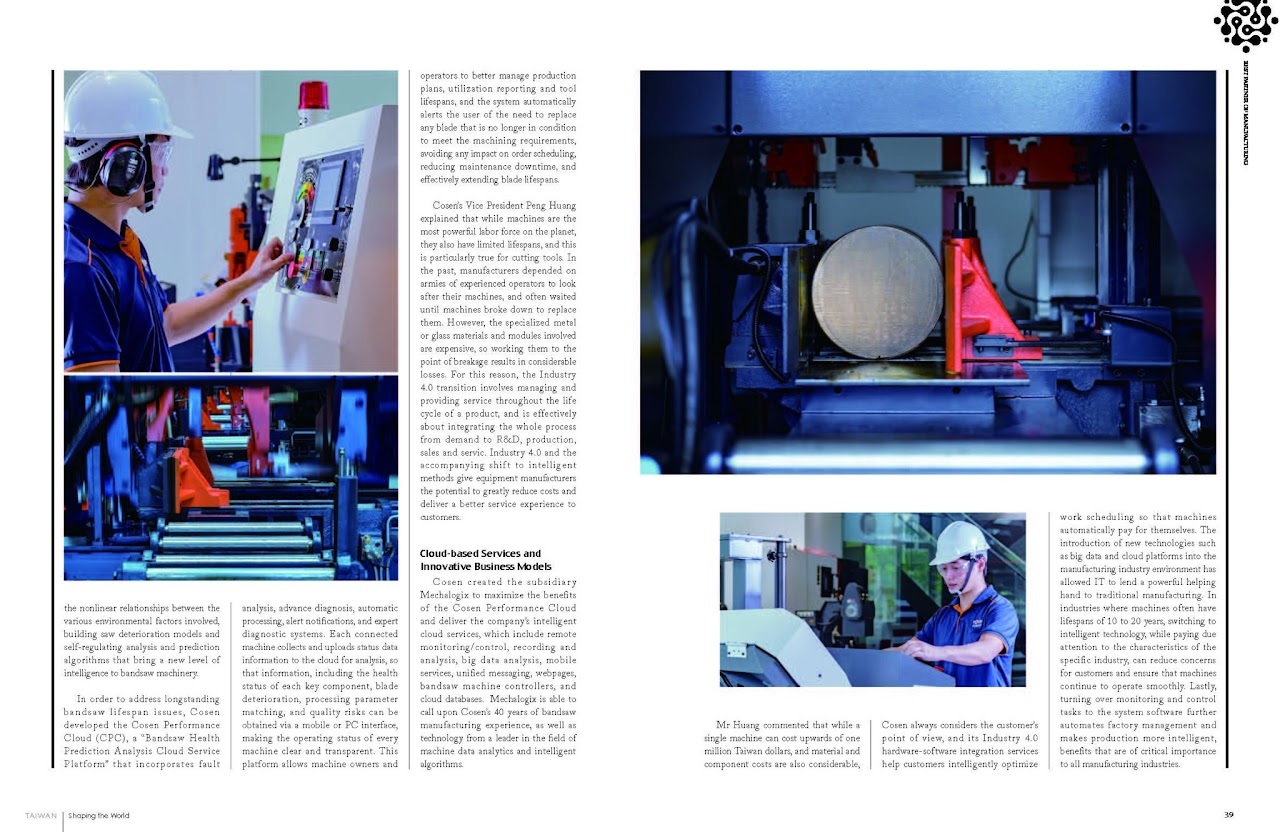 the nonlinear relationships between the
various environmental factors involved,
building saw deterioration models and
self-regulating analysis and prediction
algorithms that bring a new level of
intelligence to bandsaw machinery.
In order to address longstanding
bandsaw lifespan issues, Cosen
developed the Cosen Performance
Cloud (CPC), a "Bandsaw Health
Prediction Analysis Cloud Service
Platform" that incorporates fault
analysis, advance diagnosis, automatic
processing, alert notifications, and expert
diagnostic systems. Each connected
machine collects and uploads status data
information to the cloud for analysis, so
that information, including the health
status of each key component, blade
deterioration, processing parameter
matching, and quality risks can be
obtained via a mobile or PC interface,
making the operating status of every
machine clear and transparent. This
platform allows machine owners and
operators to better manage production
plans, utilization reporting and tool
lifespans, and the system automatically
alerts the user of the need to replace
any blade that is no longer in condition
to meet the machining requirements,
avoiding any impact on order scheduling,
reducing maintenance downtime, and
effectively extending blade lifespans.
Cosen's Vice President Peng Huang
explained that while machines are the
most powerful labor force on the planet,
they also have limited lifespans, and this
is particularly true for cutting tools. In
the past, manufacturers depended on
armies of experienced operators to look
after their machines, and often waited
until machines broke down to replace
them. However, the specialized metal
or glass materials and modules involved
are expensive, so working them to the
point of breakage results in considerable
losses. For this reason, the Industry
4.0 transition involves managing and
providing service throughout the life
cycle of a product, and is effectively
about integrating the whole process
from demand to R&D, production,
sales and servic. Industry 4.0 and the
accompanying shift to intelligent
methods give equipment manufacturers
the potential to greatly reduce costs and
deliver a better service experience to
customers.
Cloud-based Services and
Innovative Business Models
Cosen created the subsidiary
Mechalogix to maximize the benefits
of the Cosen Performance Cloud
and deliver the company's intelligent
cloud services, which include remote
monitoring/control, recording and
analysis, big data analysis, mobile
services, unified messaging, webpages,
bandsaw machine controllers, and
cloud databases. Mechalogix is able to
call upon Cosen's 40 years of bandsaw
manufacturing experience, as well as
technology from a leader in the field of
machine data analytics and intelligent
algorithms.
Mr Huang commented that while a
single machine can cost upwards of one
million Taiwan dollars, and material and
component costs are also considerable,
Cosen always considers the customer's
point of view, and its Industry 4.0
hardware-software integration services
help customers intelligently optimize
work scheduling so that machines
automatically pay for themselves. The
introduction of new technologies such
as big data and cloud platforms into the
manufacturing industry environment has
allowed IT to lend a powerful helping
hand to traditional manufacturing. In
industries where machines often have
lifespans of 10 to 20 years, switching to
intelligent technology, while paying due
attention to the characteristics of the
specific industry, can reduce concerns
for customers and ensure that machines
continue to operate smoothly. Lastly,
turning over monitoring and control
tasks to the system software further
automates factory management and
makes production more intelligent,
benefits that are of critical importance
to all manufacturing industries.
BEST PARTNER OF MANUFACTURING
TAIWAN Shaping the World
39